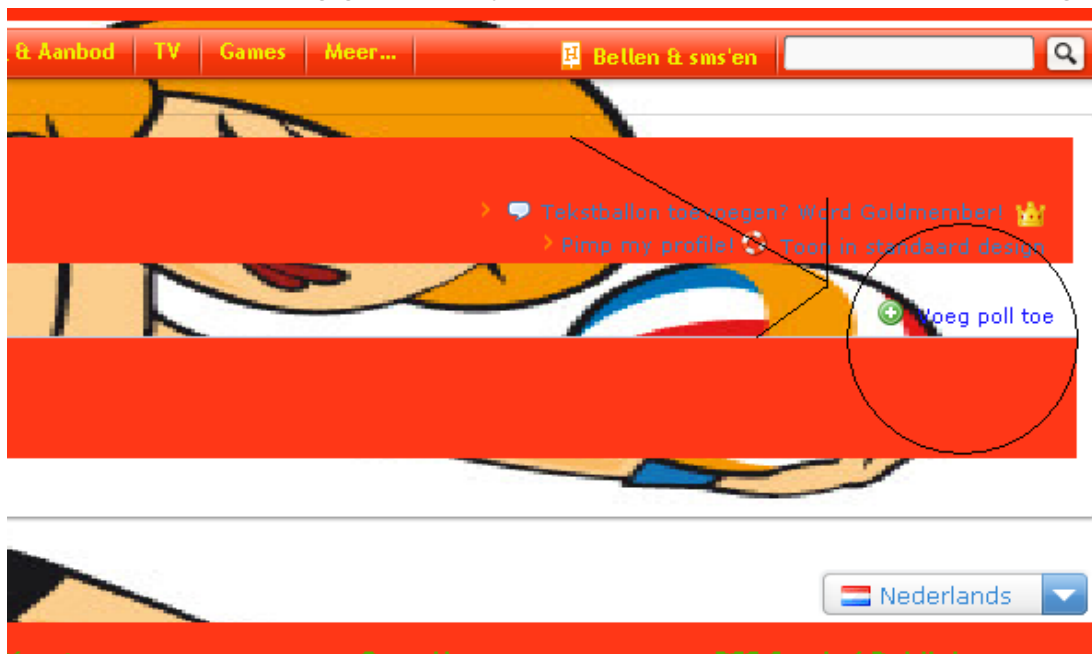 & Aanbod TV Games Meer... Bellen & sms'en
Tekstballon toevoegen? Word Goldmember!
Pimp my profile! Toon in standaard design
Voeg poll toe
Nederlands